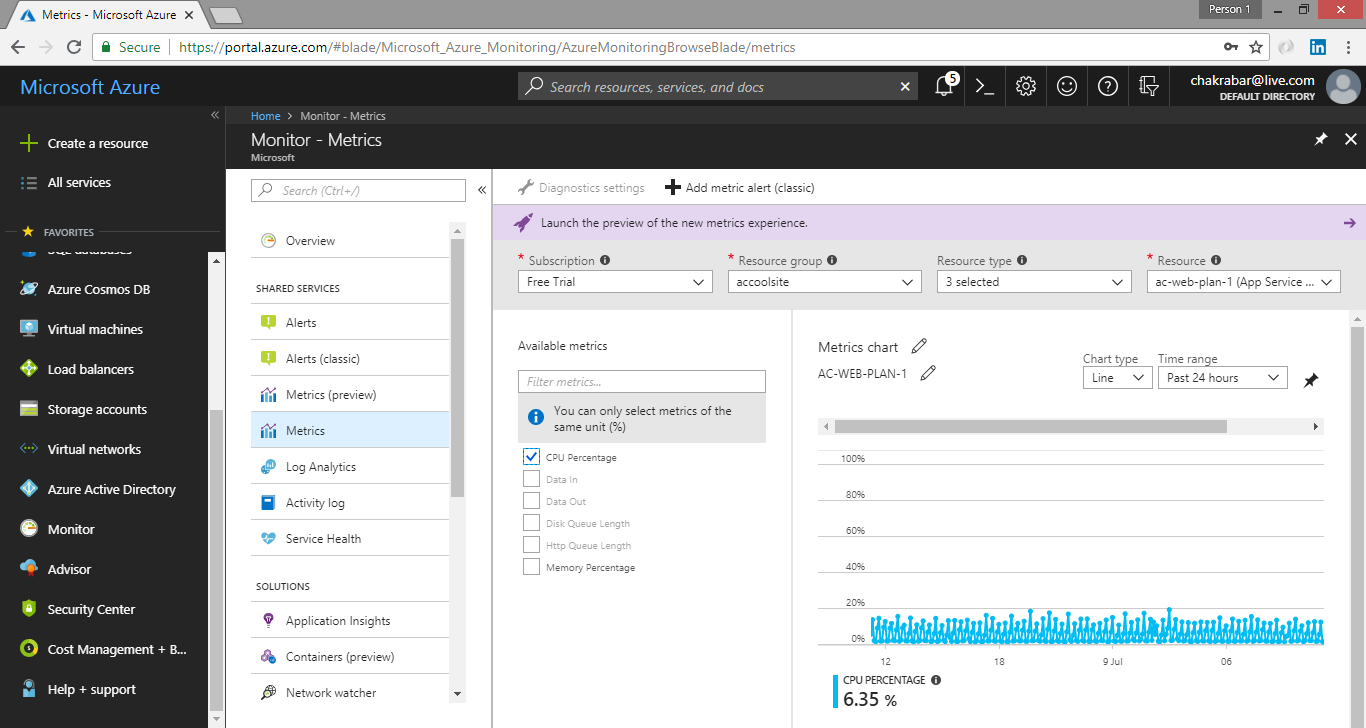 Metrics - Microsoft Azure
Person 1
Secure
https://portal.azure.com/#blade/Microsoft_Azure_Monitoring/AzureMonitoringBrowseBlade/metrics
Microsoft Azure
Search resources, services, and docs
5
chakrabar@live.com
DEFAULT DIRECTORY
Create a resource
All services
FAVORITES
SQL databases
Azure Cosmos DB
Virtual machines
Load balancers
Storage accounts
Virtual networks
Azure Active Directory
Monitor
Advisor
Security Center
Cost Management + B...
Help + support
Home > Monitor - Metrics
Monitor - Metrics
Microsoft
Search (Ctrl+/)
Overview
SHARED SERVICES
Alerts
Alerts (classic)
Metrics (preview)
Metrics
Log Analytics
Activity log
Service Health
SOLUTIONS
Application Insights
Containers (preview)
Network watcher
Diagnostics settings
Add metric alert (classic)
Launch the preview of the new metrics experience.
* Subscription
Free Trial
* Resource group
accoolsite
Resource type
3 selected
* Resource
ac-web-plan-1 (App Service ...
Available metrics
Filter metrics...
You can only select metrics of the
same unit (%)
CPU Percentage
Data In
Data Out
Disk Queue Length
Http Queue Length
Memory Percentage
Metrics chart
AC-WEB-PLAN-1
Chart type
Line
Time range
Past 24 hours
100%
80%
60%
40%
20%
0%
12 18 9 Jul 06
CPU PERCENTAGE
6.35 %